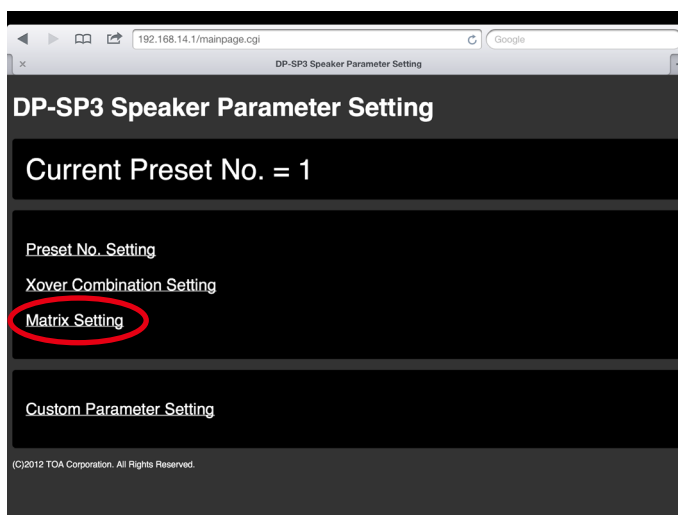 192.168.14.1/mainpage.cgi
Google
DP-SP3 Speaker Parameter Setting
DP-SP3 Speaker Parameter Setting
Current Preset No. = 1
Preset No. Setting
Xover Combination Setting
Matrix Setting
Custom Parameter Setting
(C)2012 TOA Corporation. All Rights Reserved.